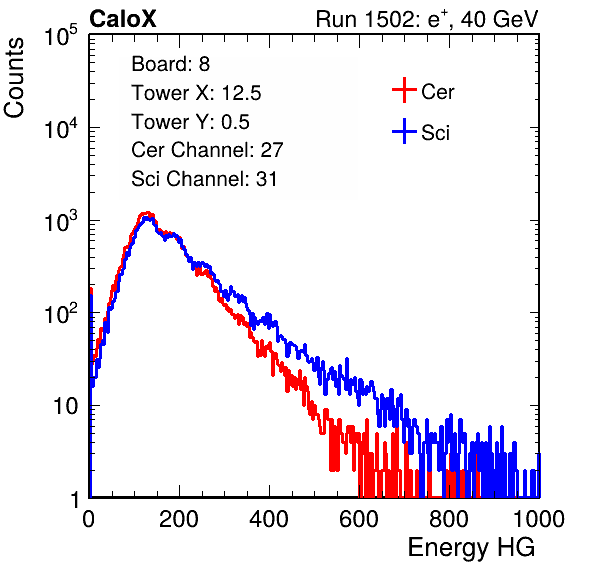 CaloX Run 1502: e⁺, 40 GeV
Counts
10⁵
10⁴
10³
10²
10
1
Board: 8
Tower X: 12.5
Tower Y: 0.5
Cer Channel: 27
Sci Channel: 31
Cer
Sci
0 200 400 600 800 1000
Energy HG